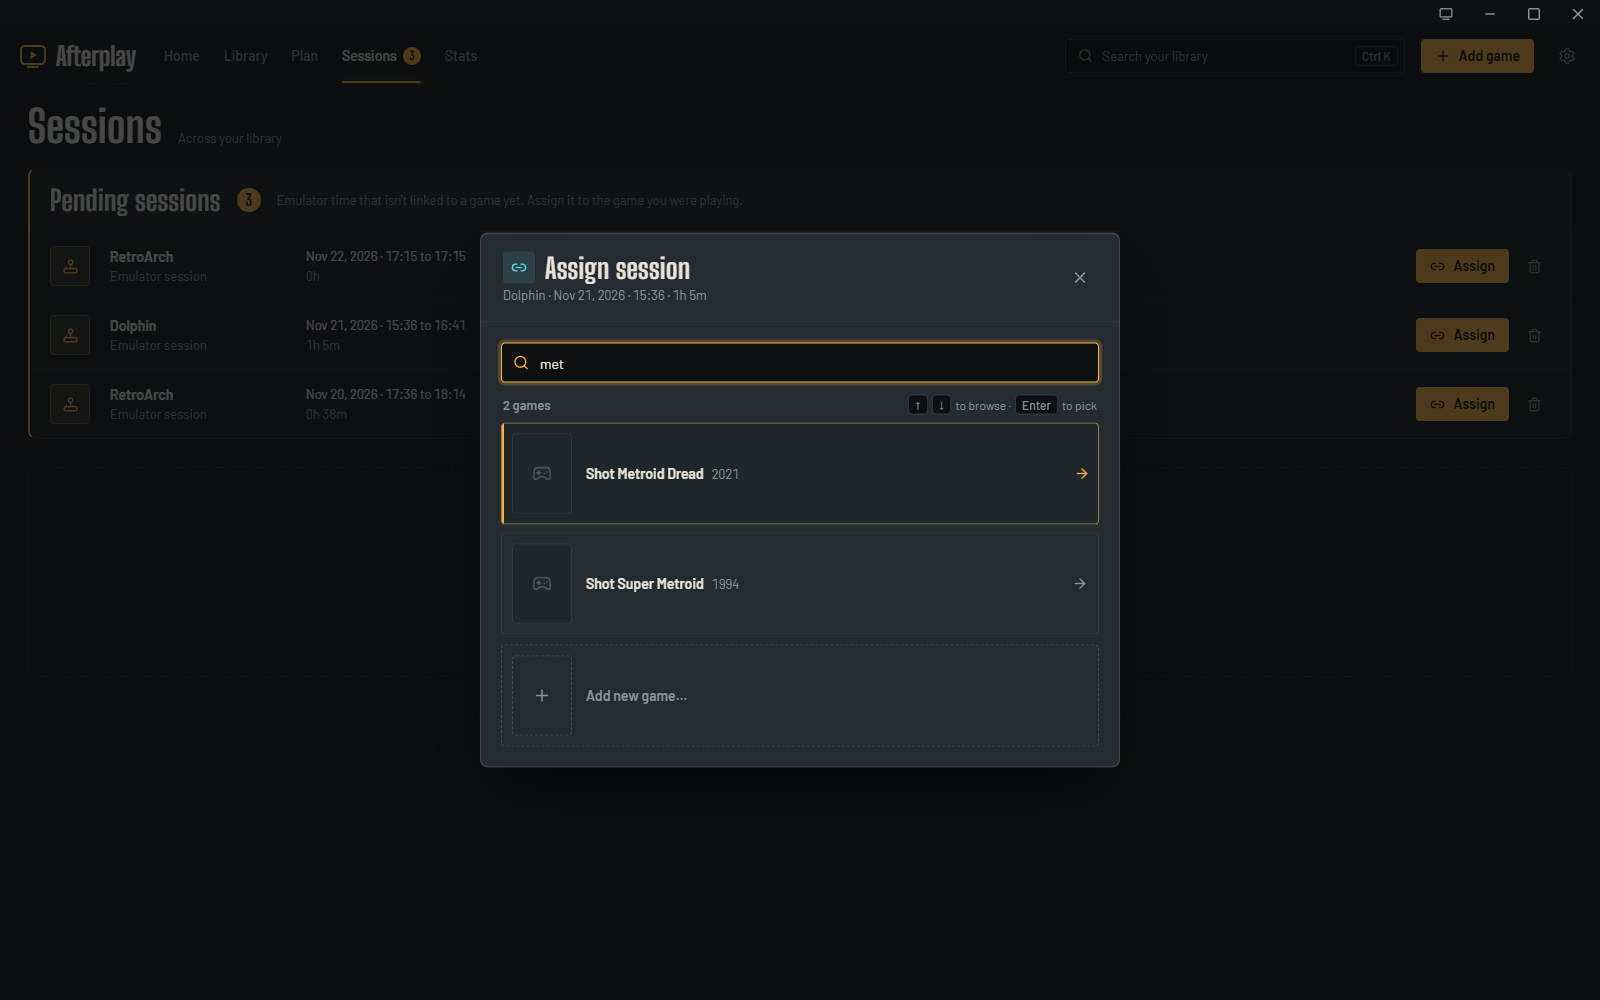 Afterplay
Home
Library
Plan
Sessions 3
Stats
Search your library
Ctrl K
Add game
Sessions
Across your library
Pending sessions 3
Emulator time that isn't linked to a game yet. Assign it to the game you were playing.
RetroArch
Emulator session
Nov 22, 2026 · 17:15 to 17:15
0h
Assign
Dolphin
Emulator session
Nov 21, 2026 · 15:36 to 16:41
1h 5m
Assign
RetroArch
Emulator session
Nov 20, 2026 · 17:36 to 18:14
0h 38m
Assign
Assign session
Dolphin · Nov 21, 2026 · 15:36 · 1h 5m
met
2 games
↑ ↓ to browse · Enter to pick
Shot Metroid Dread 2021
Shot Super Metroid 1994
Add new game...